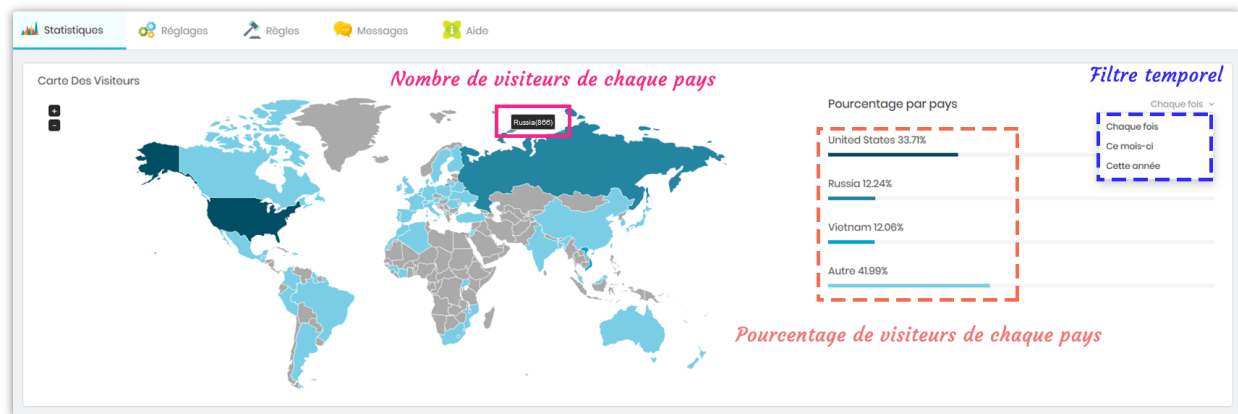 Statistiques
Réglages
Règles
Messages
Aide
Carte Des Visiteurs
Nombre de visiteurs de chaque pays
Filtre temporel
+
-
Russia(866)
Pourcentage par pays
Chaque fois
Chaque fois
Ce mois-ci
Cette année
United States 33.71%
Russia 12.24%
Vietnam 12.06%
Autre 41.99%
Pourcentage de visiteurs de chaque pays